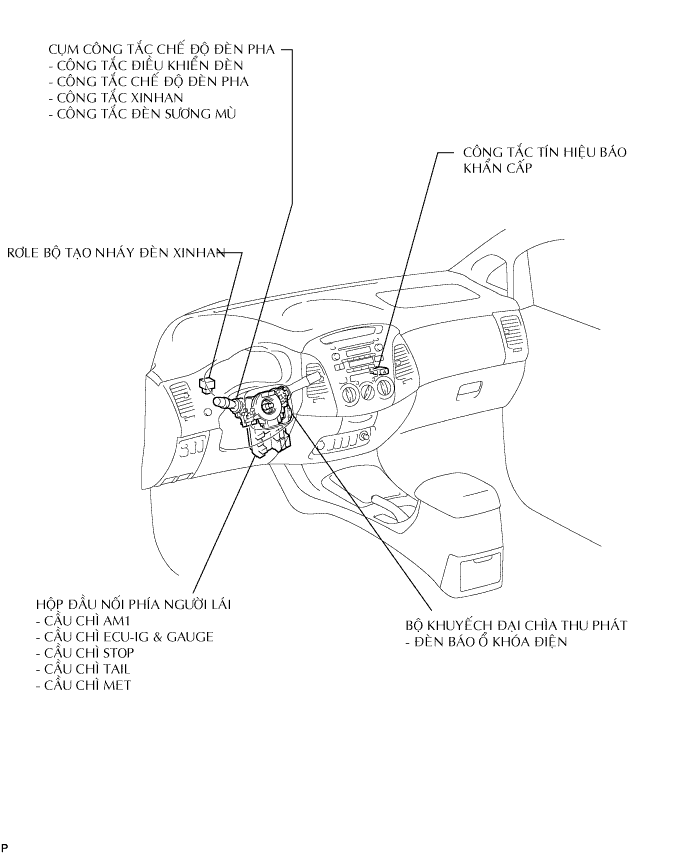 CỤM CÔNG TẮC CHẾ ĐỘ ĐÈN PHA
- CÔNG TẮC ĐIỀU KHIỂN ĐÈN
- CÔNG TẮC CHẾ ĐỘ ĐÈN PHA
- CÔNG TẮC XINHAN
- CÔNG TẮC ĐÈN SƯƠNG MÙ
CÔNG TẮC TÍN HIỆU BÁO
KHẨN CẤP
RƠLE BỘ TẠO NHÁY ĐÈN XINHAN
HỘP ĐẦU NỐI PHÍA NGƯỜI LÁI
- CẦU CHÌ AM1
- CẦU CHÌ ECU-IG & GAUGE
- CẦU CHÌ STOP
- CẦU CHÌ TAIL
- CẦU CHÌ MET
BỘ KHUYẾCH ĐẠI CHÌA THU PHÁT
- ĐÈN BÁO Ổ KHÓA ĐIỆN
P